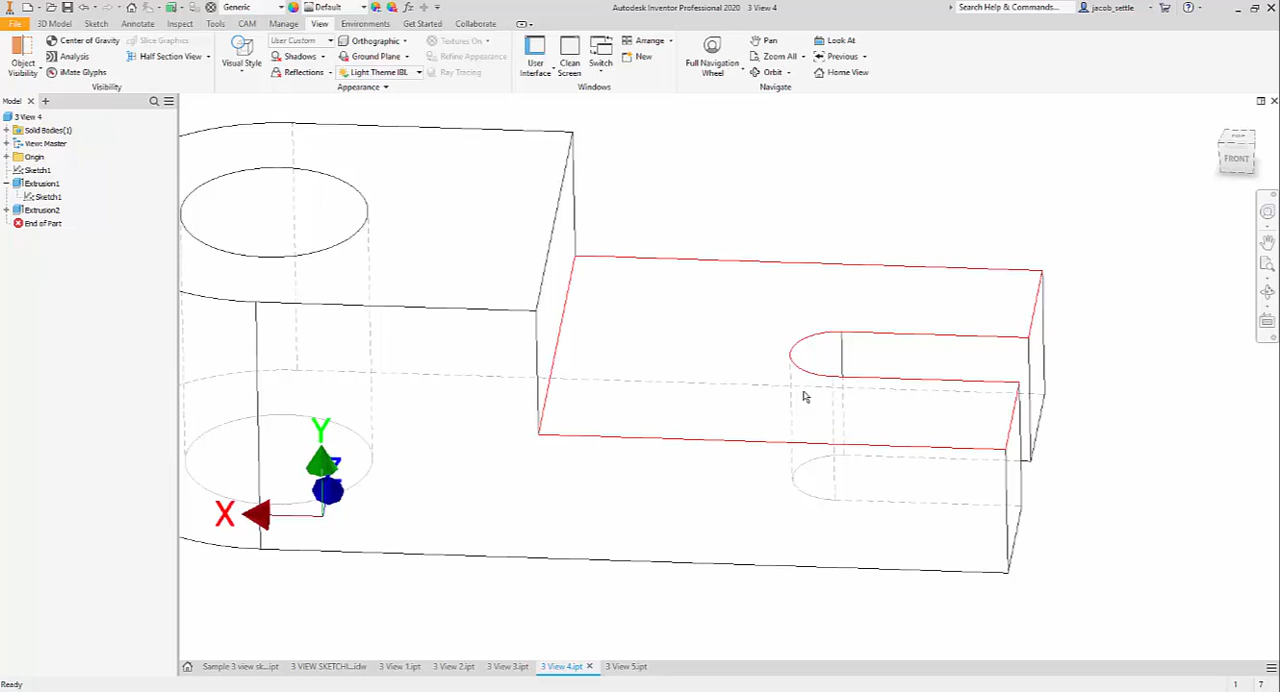 Generic
Default
Autodesk Inventor Professional 2020 3 View 4
Search Help & Commands...
jacob_settle
File 3D Model Sketch Annotate Inspect Tools CAM Manage View Environments Get Started Collaborate
Object Visibility
Center of Gravity
Analysis
iMate Glyphs
Slice Graphics
Half Section View
Visibility
Visual Style
User Custom
Shadows
Reflections
Orthographic
Ground Plane
Light Theme IBL
Textures On
Refine Appearance
Ray Tracing
Appearance
User Interface
Clean Screen
Switch
Arrange
New
Windows
Full Navigation Wheel
Pan
Zoom All
Orbit
Look At
Previous
Home View
Navigate
Model
3 View 4
Solid Bodies(1)
View: Master
Origin
Sketch1
Extrusion1
Sketch1
Extrusion2
End of Part
TOP
FRONT
Y
Z
X
Sample 3 view sk...ipt 3 VIEW SKETCHI...idw 3 View 1.ipt 3 View 2.ipt 3 View 3.ipt 3 View 4.ipt 3 View 5.ipt
Ready
1 7